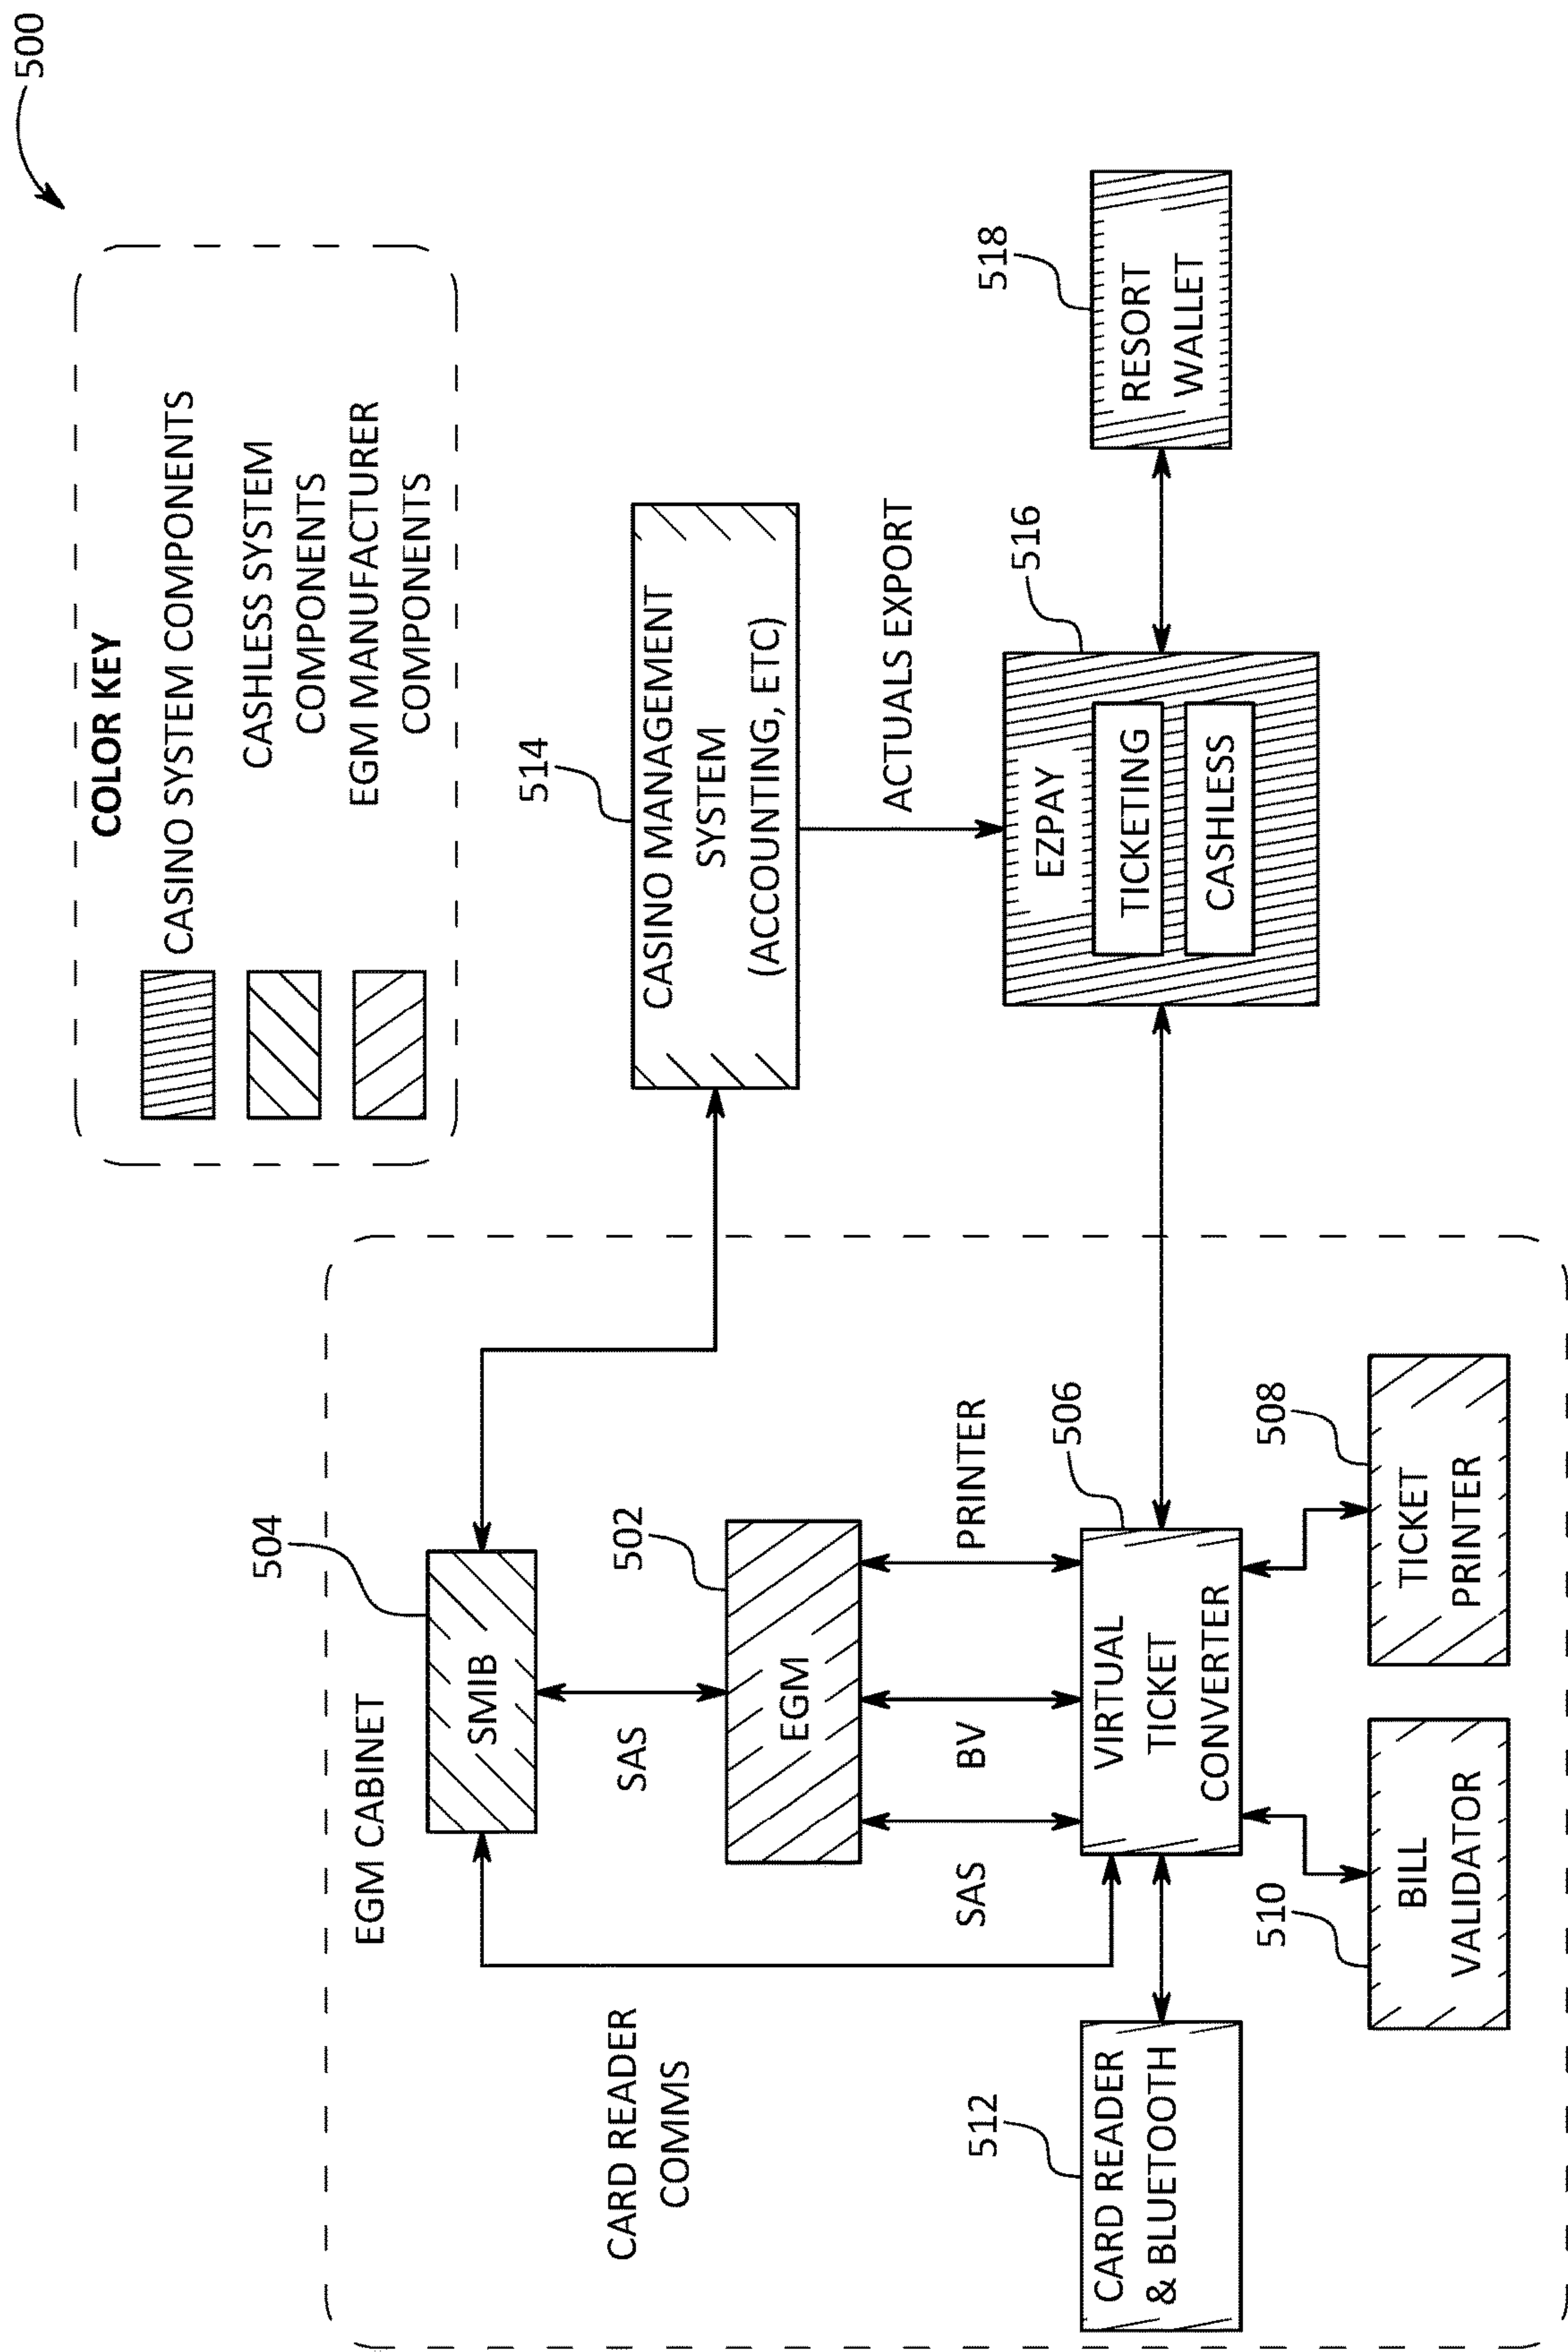 500
COLOR KEY
CASINO SYSTEM COMPONENTS
CASHLESS SYSTEM
COMPONENTS
EGM MANUFACTURER
COMPONENTS
EGM CABINET
504
SMIB
SAS
502
EGM
CARD READER
COMMS
SAS
BV
PRINTER
506
VIRTUAL
TICKET
CONVERTER
512
CARD READER
& BLUETOOTH
510
BILL
VALIDATOR
508
TICKET
PRINTER
514
CASINO MANAGEMENT
SYSTEM
(ACCOUNTING, ETC)
ACTUALS EXPORT
516
EZPAY
TICKETING
CASHLESS
518
RESORT
WALLET